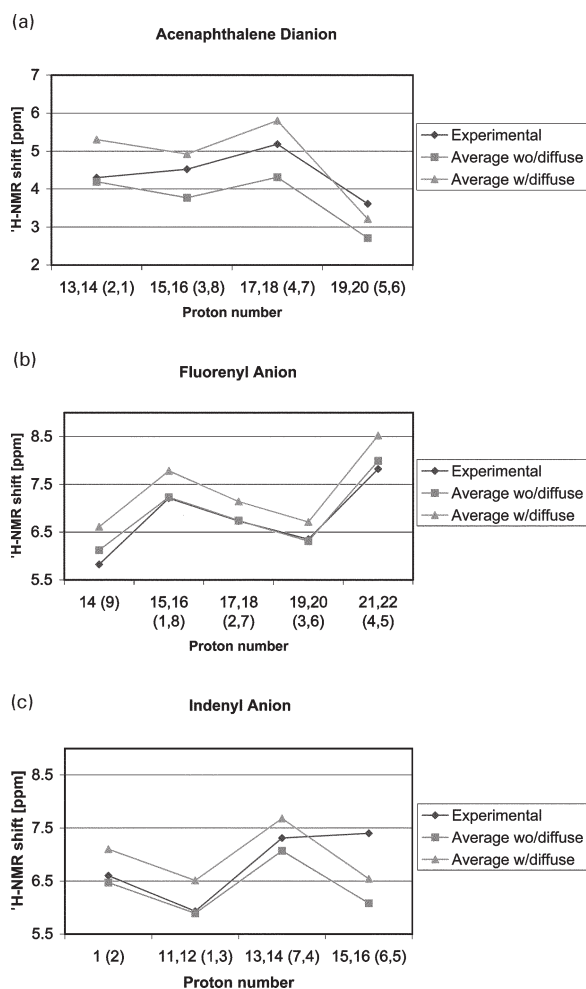 (a)
Acenaphthalene Dianion
'H-NMR shift [ppm]
7
6
5
4
3
2
13,14 (2,1) 15,16 (3,8) 17,18 (4,7) 19,20 (5,6)
Proton number
Experimental
Average wo/diffuse
Average w/diffuse
(b)
Fluorenyl Anion
'H-NMR shift [ppm]
8.5
7.5
6.5
5.5
14 (9) 15,16 17,18 19,20 21,22
(1,8) (2,7) (3,6) (4,5)
Proton number
Experimental
Average wo/diffuse
Average w/diffuse
(c)
Indenyl Anion
'H-NMR shift [ppm]
8.5
7.5
6.5
5.5
1 (2) 11,12 (1,3) 13,14 (7,4) 15,16 (6,5)
Proton number
Experimental
Average wo/diffuse
Average w/diffuse